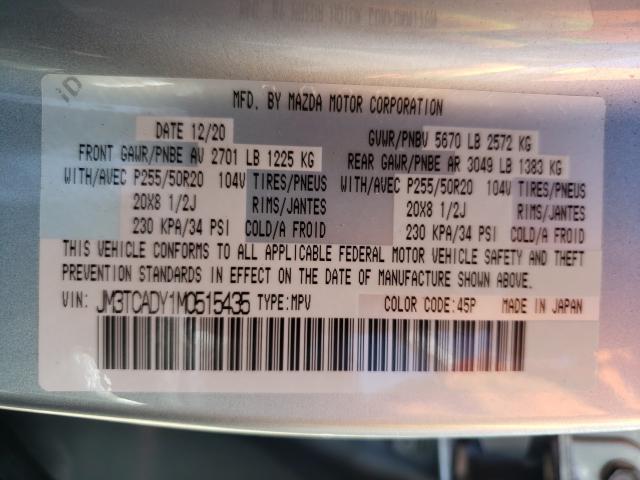 MFD. BY MAZDA MOTOR CORPORATION
DATE 12/20 GVWR/PNBV 5670 LB 2572 KG
FRONT GAWR/PNBE AV 2701 LB 1225 KG REAR GAWR/PNBE AR 3049 LB 1383 KG
WITH/AVEC P255/50R20 104V TIRES/PNEUS WITH/AVEC P255/50R20 104V TIRES/PNEUS
20X8 1/2J RIMS/JANTES 20X8 1/2J RIMS/JANTES
230 KPA/34 PSI COLD/A FROID 230 KPA/34 PSI COLD/A FROID
THIS VEHICLE CONFORMS TO ALL APPLICABLE FEDERAL MOTOR VEHICLE SAFETY AND THEFT
PREVENTION STANDARDS IN EFFECT ON THE DATE OF MANUFACTURE SHOWN ABOVE.
VIN: JM3TCADY1M0515435 TYPE:MPV COLOR CODE:45P MADE IN JAPAN